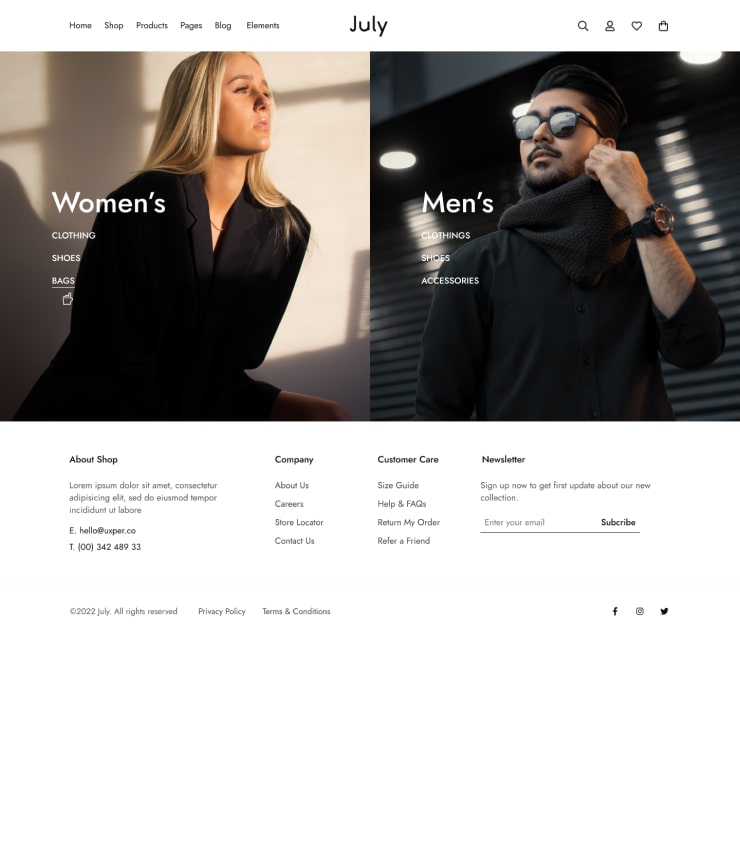 Home Shop Products Pages Blog Elements July
Women's
CLOTHING
SHOES
BAGS
Men's
CLOTHINGS
SHOES
ACCESSORIES
About Shop
Lorem ipsum dolor sit amet, consectetur
adipisicing elit, sed do eiusmod tempor
incididunt ut labore
E. hello@uxper.co
T. (00) 342 489 33
Company
About Us
Careers
Store Locator
Contact Us
Customer Care
Size Guide
Help & FAQs
Return My Order
Refer a Friend
Newsletter
Sign up now to get first update about our new
collection.
Enter your email Subcribe
©2022 July. All rights reserved Privacy Policy Terms & Conditions